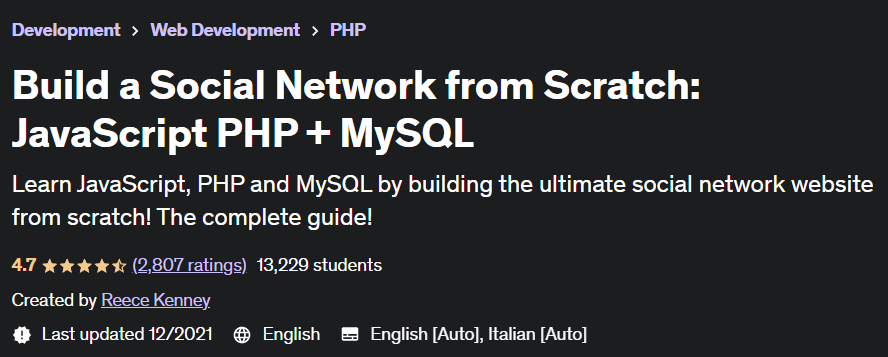 Development > Web Development > PHP
Build a Social Network from Scratch:
JavaScript PHP + MySQL
Learn JavaScript, PHP and MySQL by building the ultimate social network website
from scratch! The complete guide!
4.7 (2,807 ratings) 13,229 students
Created by Reece Kenney
Last updated 12/2021 English English [Auto], Italian [Auto]